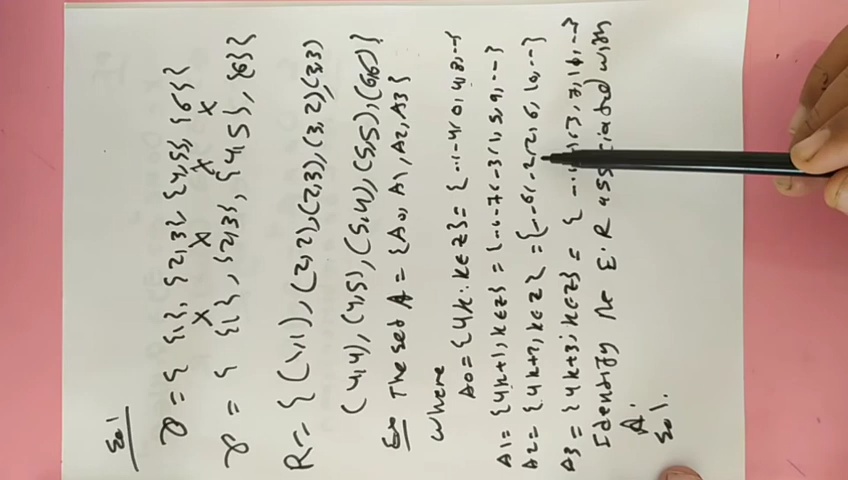 Sol
γ = { {1}, {2,3}, {4,5}, {6} }
× × × ×
γ = { {1}, {2,3}, {4,5}, {6} }
R = { (1,1), (2,2), (2,3), (3,2), (3,3)
(4,4), (4,5), (5,4), (5,5), (6,6) }
Ex The set A = {A0, A1, A2, A3}
where
A0 = {4k : k∈Z} = {... -4, 0, 4, 8, ...}
A1 = {4k+1, k∈Z} = {... -7, -3, 1, 5, 9, ...}
A2 = {4k+2, k∈Z} = {... -6, -2, 2, 6, 10, ...}
A3 = {4k+3; k∈Z} = { ... 3, 7, ...}
Identify the E.R associated with
A.
Sol.